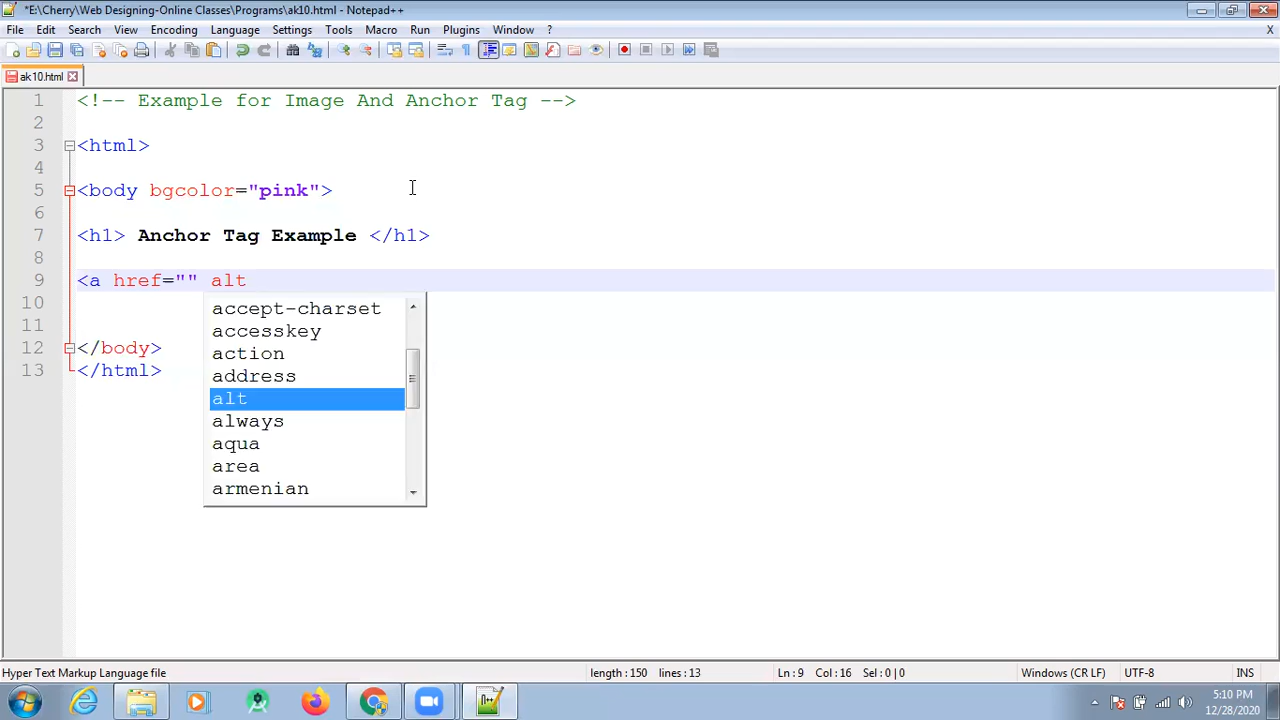 *E:\Cherry\Web Designing-Online Classes\Programs\ak10.html - Notepad++
File Edit Search View Encoding Language Settings Tools Macro Run Plugins Window ? X
ak10.html
1 <!-- Example for Image And Anchor Tag -->
2
3 <html>
4
5 <body bgcolor="pink">
6
7 <h1> Anchor Tag Example </h1>
8
9 <a href="" alt
10
11
12 </body>
13 </html>
accept-charset
accesskey
action
address
alt
always
aqua
area
armenian
Hyper Text Markup Language file length : 150 lines : 13 Ln : 9 Col : 16 Sel : 0 | 0 Windows (CR LF) UTF-8 INS
5:10 PM
12/28/2020